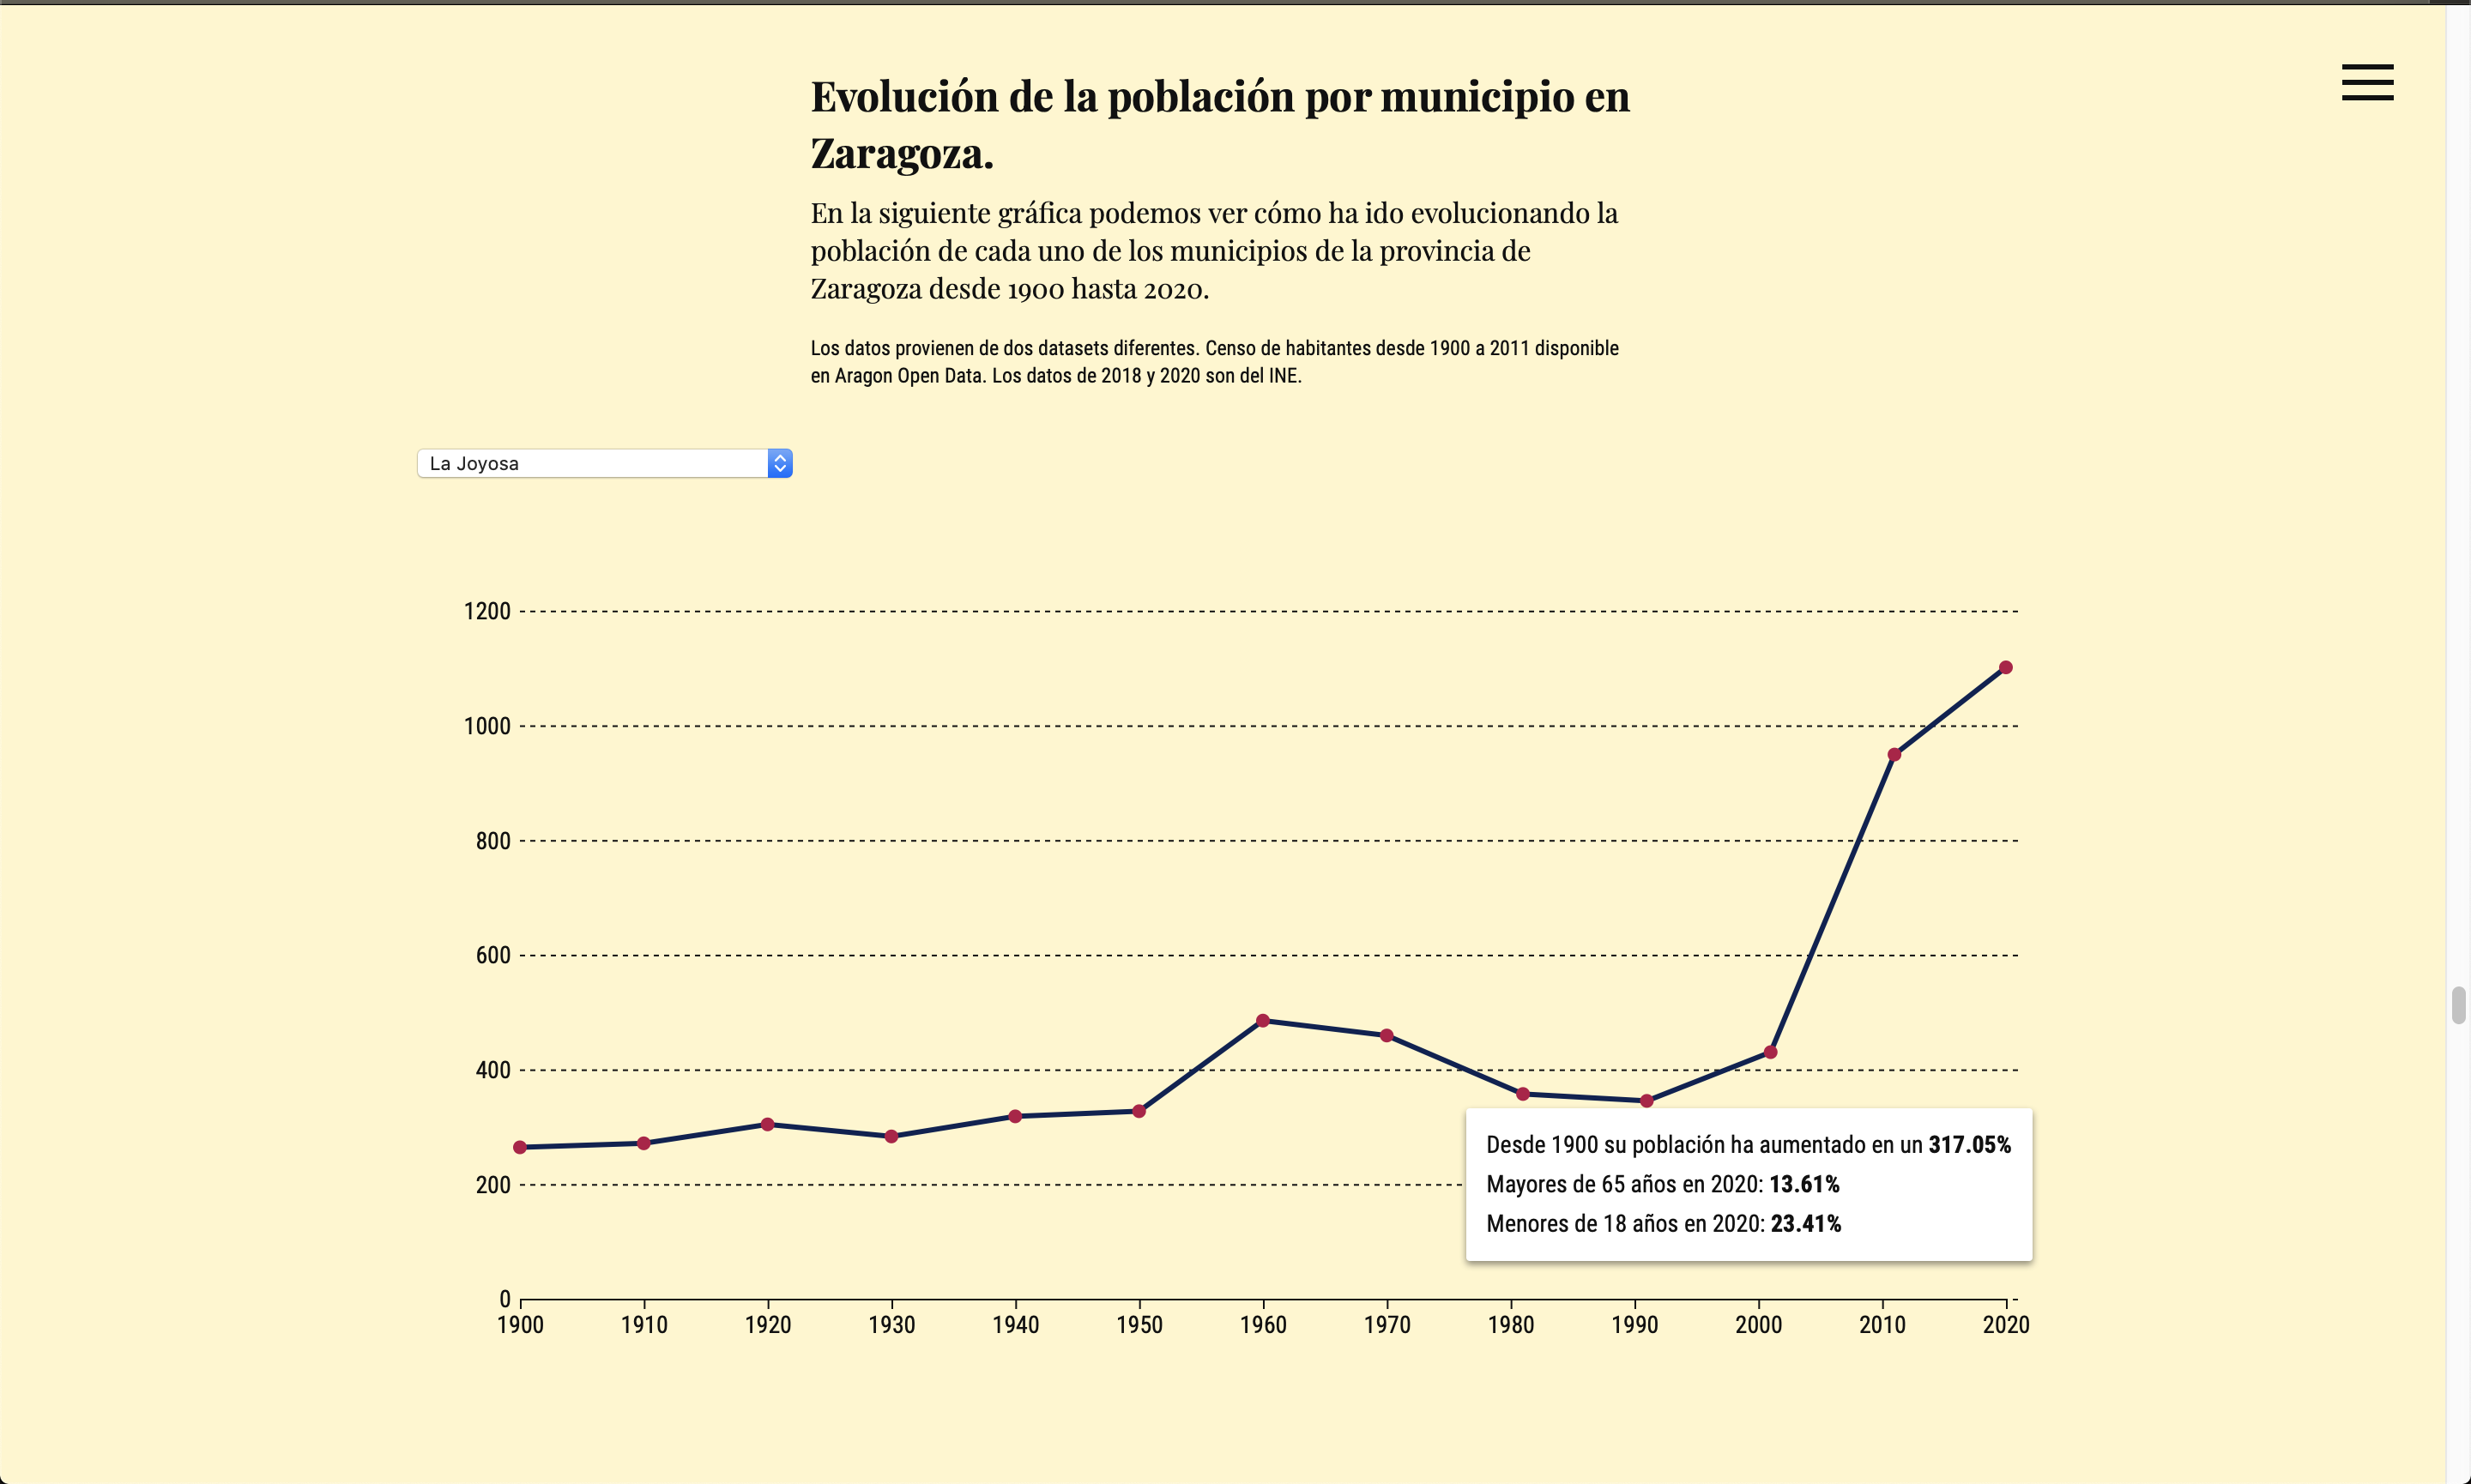 Evolución de la población por municipio en
Zaragoza.
En la siguiente gráfica podemos ver cómo ha ido evolucionando la
población de cada uno de los municipios de la provincia de
Zaragoza desde 1900 hasta 2020.
Los datos provienen de dos datasets diferentes. Censo de habitantes desde 1900 a 2011 disponible
en Aragon Open Data. Los datos de 2018 y 2020 son del INE.
La Joyosa
1200
1000
800
600
400
200
0
Desde 1900 su población ha aumentado en un 317.05%
Mayores de 65 años en 2020: 13.61%
Menores de 18 años en 2020: 23.41%
1900 1910 1920 1930 1940 1950 1960 1970 1980 1990 2000 2010 2020